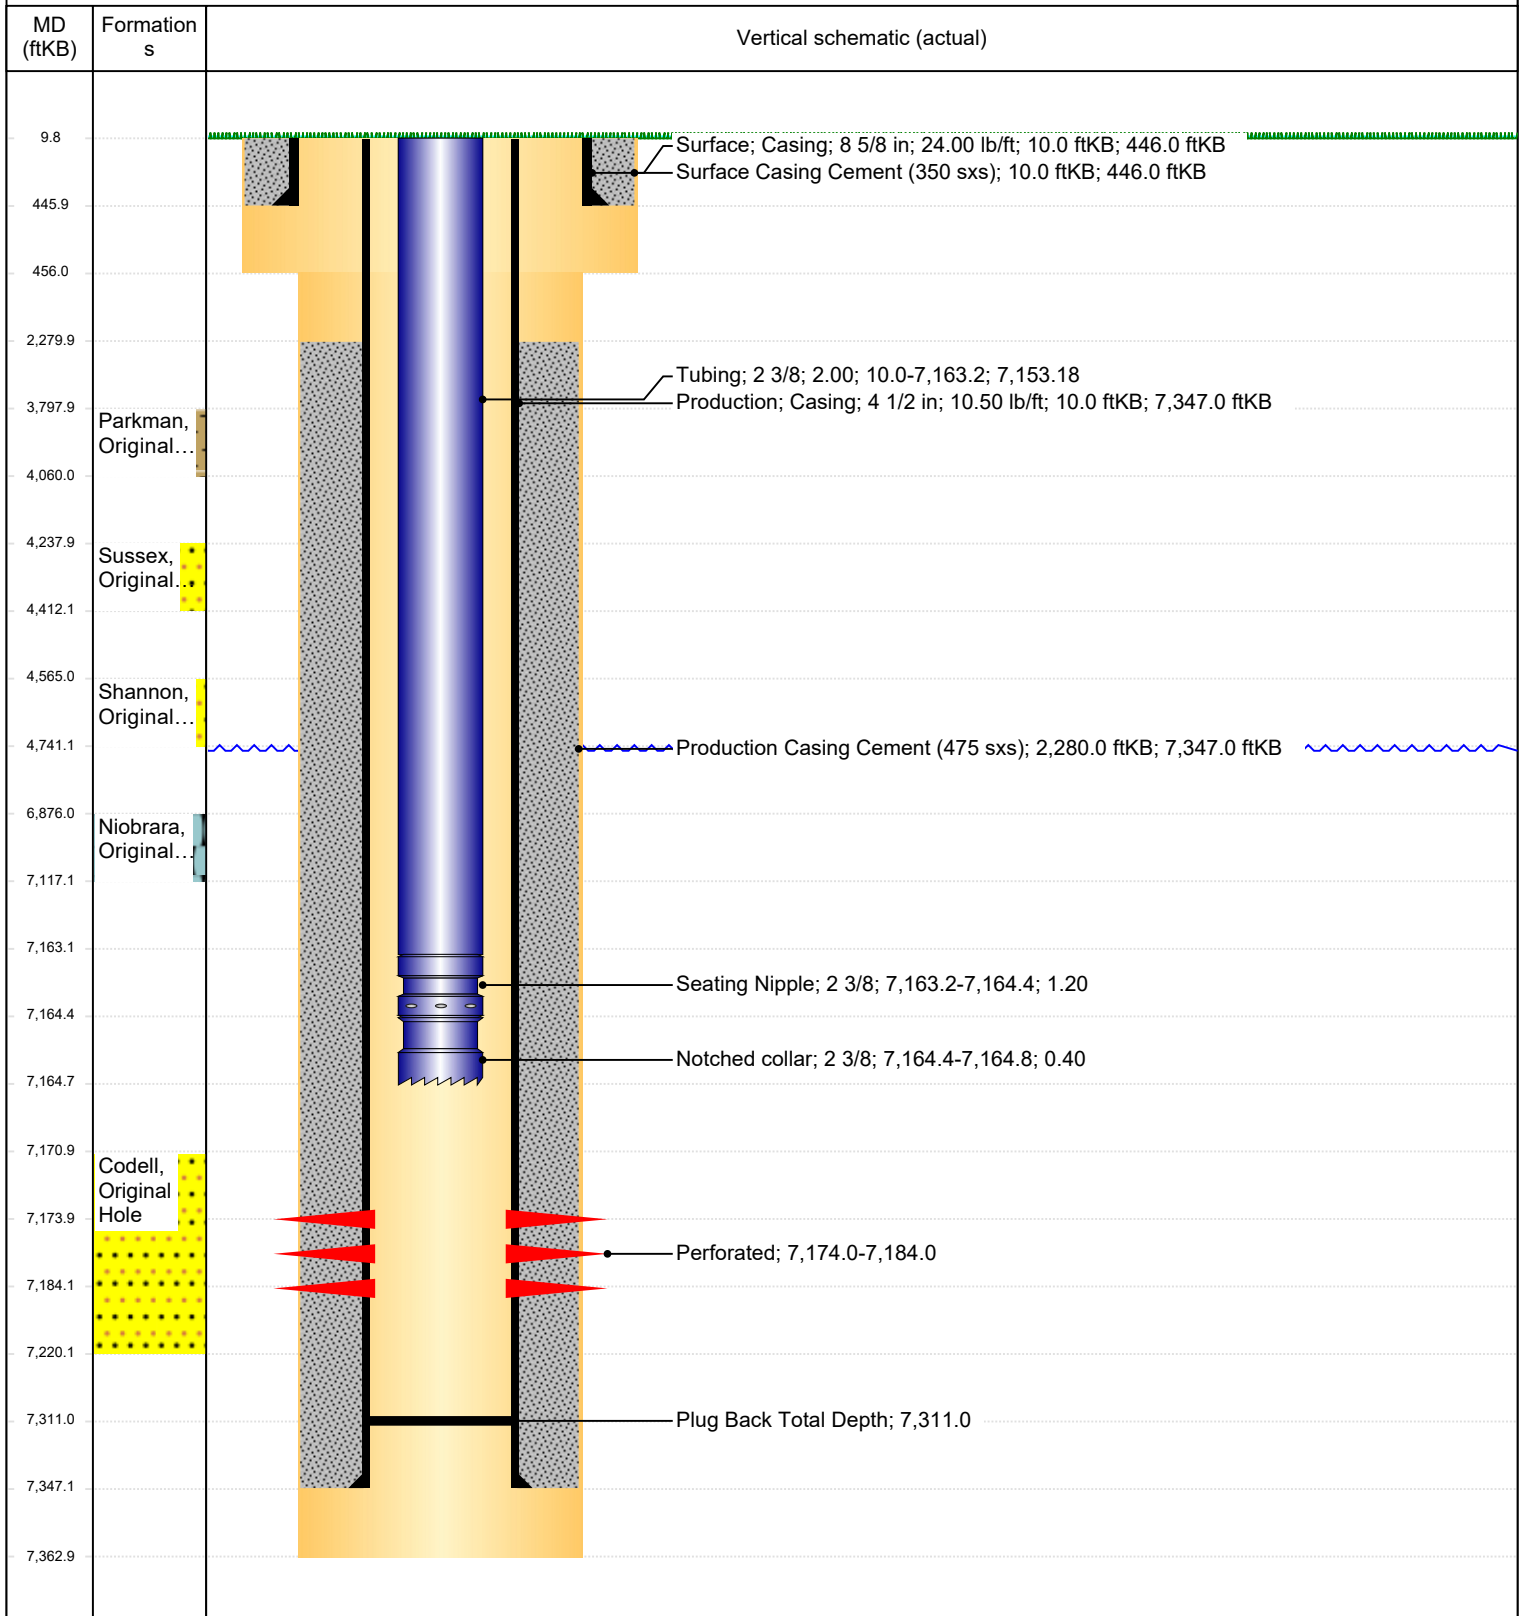 MD
(ftKB)
Formation
s
Vertical schematic (actual)
9.8
Surface; Casing; 8 5/8 in; 24.00 lb/ft; 10.0 ftKB; 446.0 ftKB
Surface Casing Cement (350 sxs); 10.0 ftKB; 446.0 ftKB
445.9
456.0
2,279.9
Tubing; 2 3/8; 2.00; 10.0-7,163.2; 7,153.18
Production; Casing; 4 1/2 in; 10.50 lb/ft; 10.0 ftKB; 7,347.0 ftKB
3,797.9
Parkman,
Original...
4,060.0
4,237.9
Sussex,
Original...
4,412.1
4,565.0
Shannon,
Original...
4,741.1
Production Casing Cement (475 sxs); 2,280.0 ftKB; 7,347.0 ftKB
6,876.0
Niobrara,
Original...
7,117.1
7,163.1
Seating Nipple; 2 3/8; 7,163.2-7,164.4; 1.20
7,164.4
Notched collar; 2 3/8; 7,164.4-7,164.8; 0.40
7,164.7
7,170.9
Codell,
Original
Hole
7,173.9
Perforated; 7,174.0-7,184.0
7,184.1
7,220.1
7,311.0
Plug Back Total Depth; 7,311.0
7,347.1
7,362.9